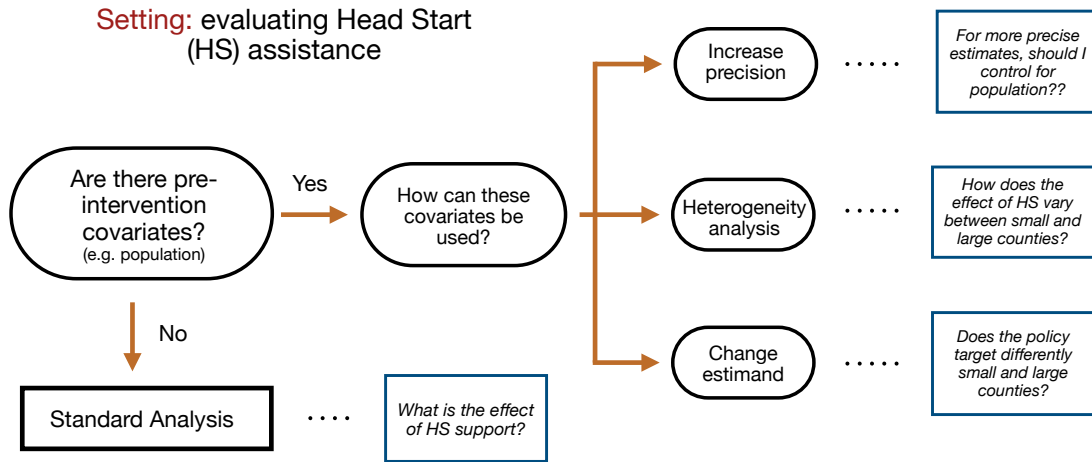 Setting: evaluating Head Start
(HS) assistance
Are there pre-
intervention
covariates?
(e.g. population)
Yes
How can these
covariates be
used?
Increase
precision
.....
For more precise
estimates, should I
control for
population??
Heterogeneity
analysis
.....
How does the
effect of HS vary
between small and
large counties?
Change
estimand
.....
Does the policy
target differently
small and large
counties?
No
Standard Analysis
....
What is the effect
of HS support?